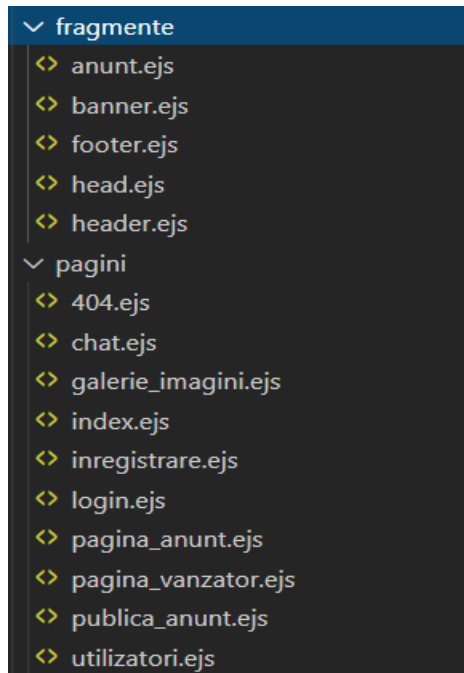 fragmente
anunt.ejs
banner.ejs
footer.ejs
head.ejs
header.ejs
pagini
404.ejs
chat.ejs
galerie_imagini.ejs
index.ejs
inregistrare.ejs
login.ejs
pagina_anunt.ejs
pagina_vanzator.ejs
publica_anunt.ejs
utilizatori.ejs